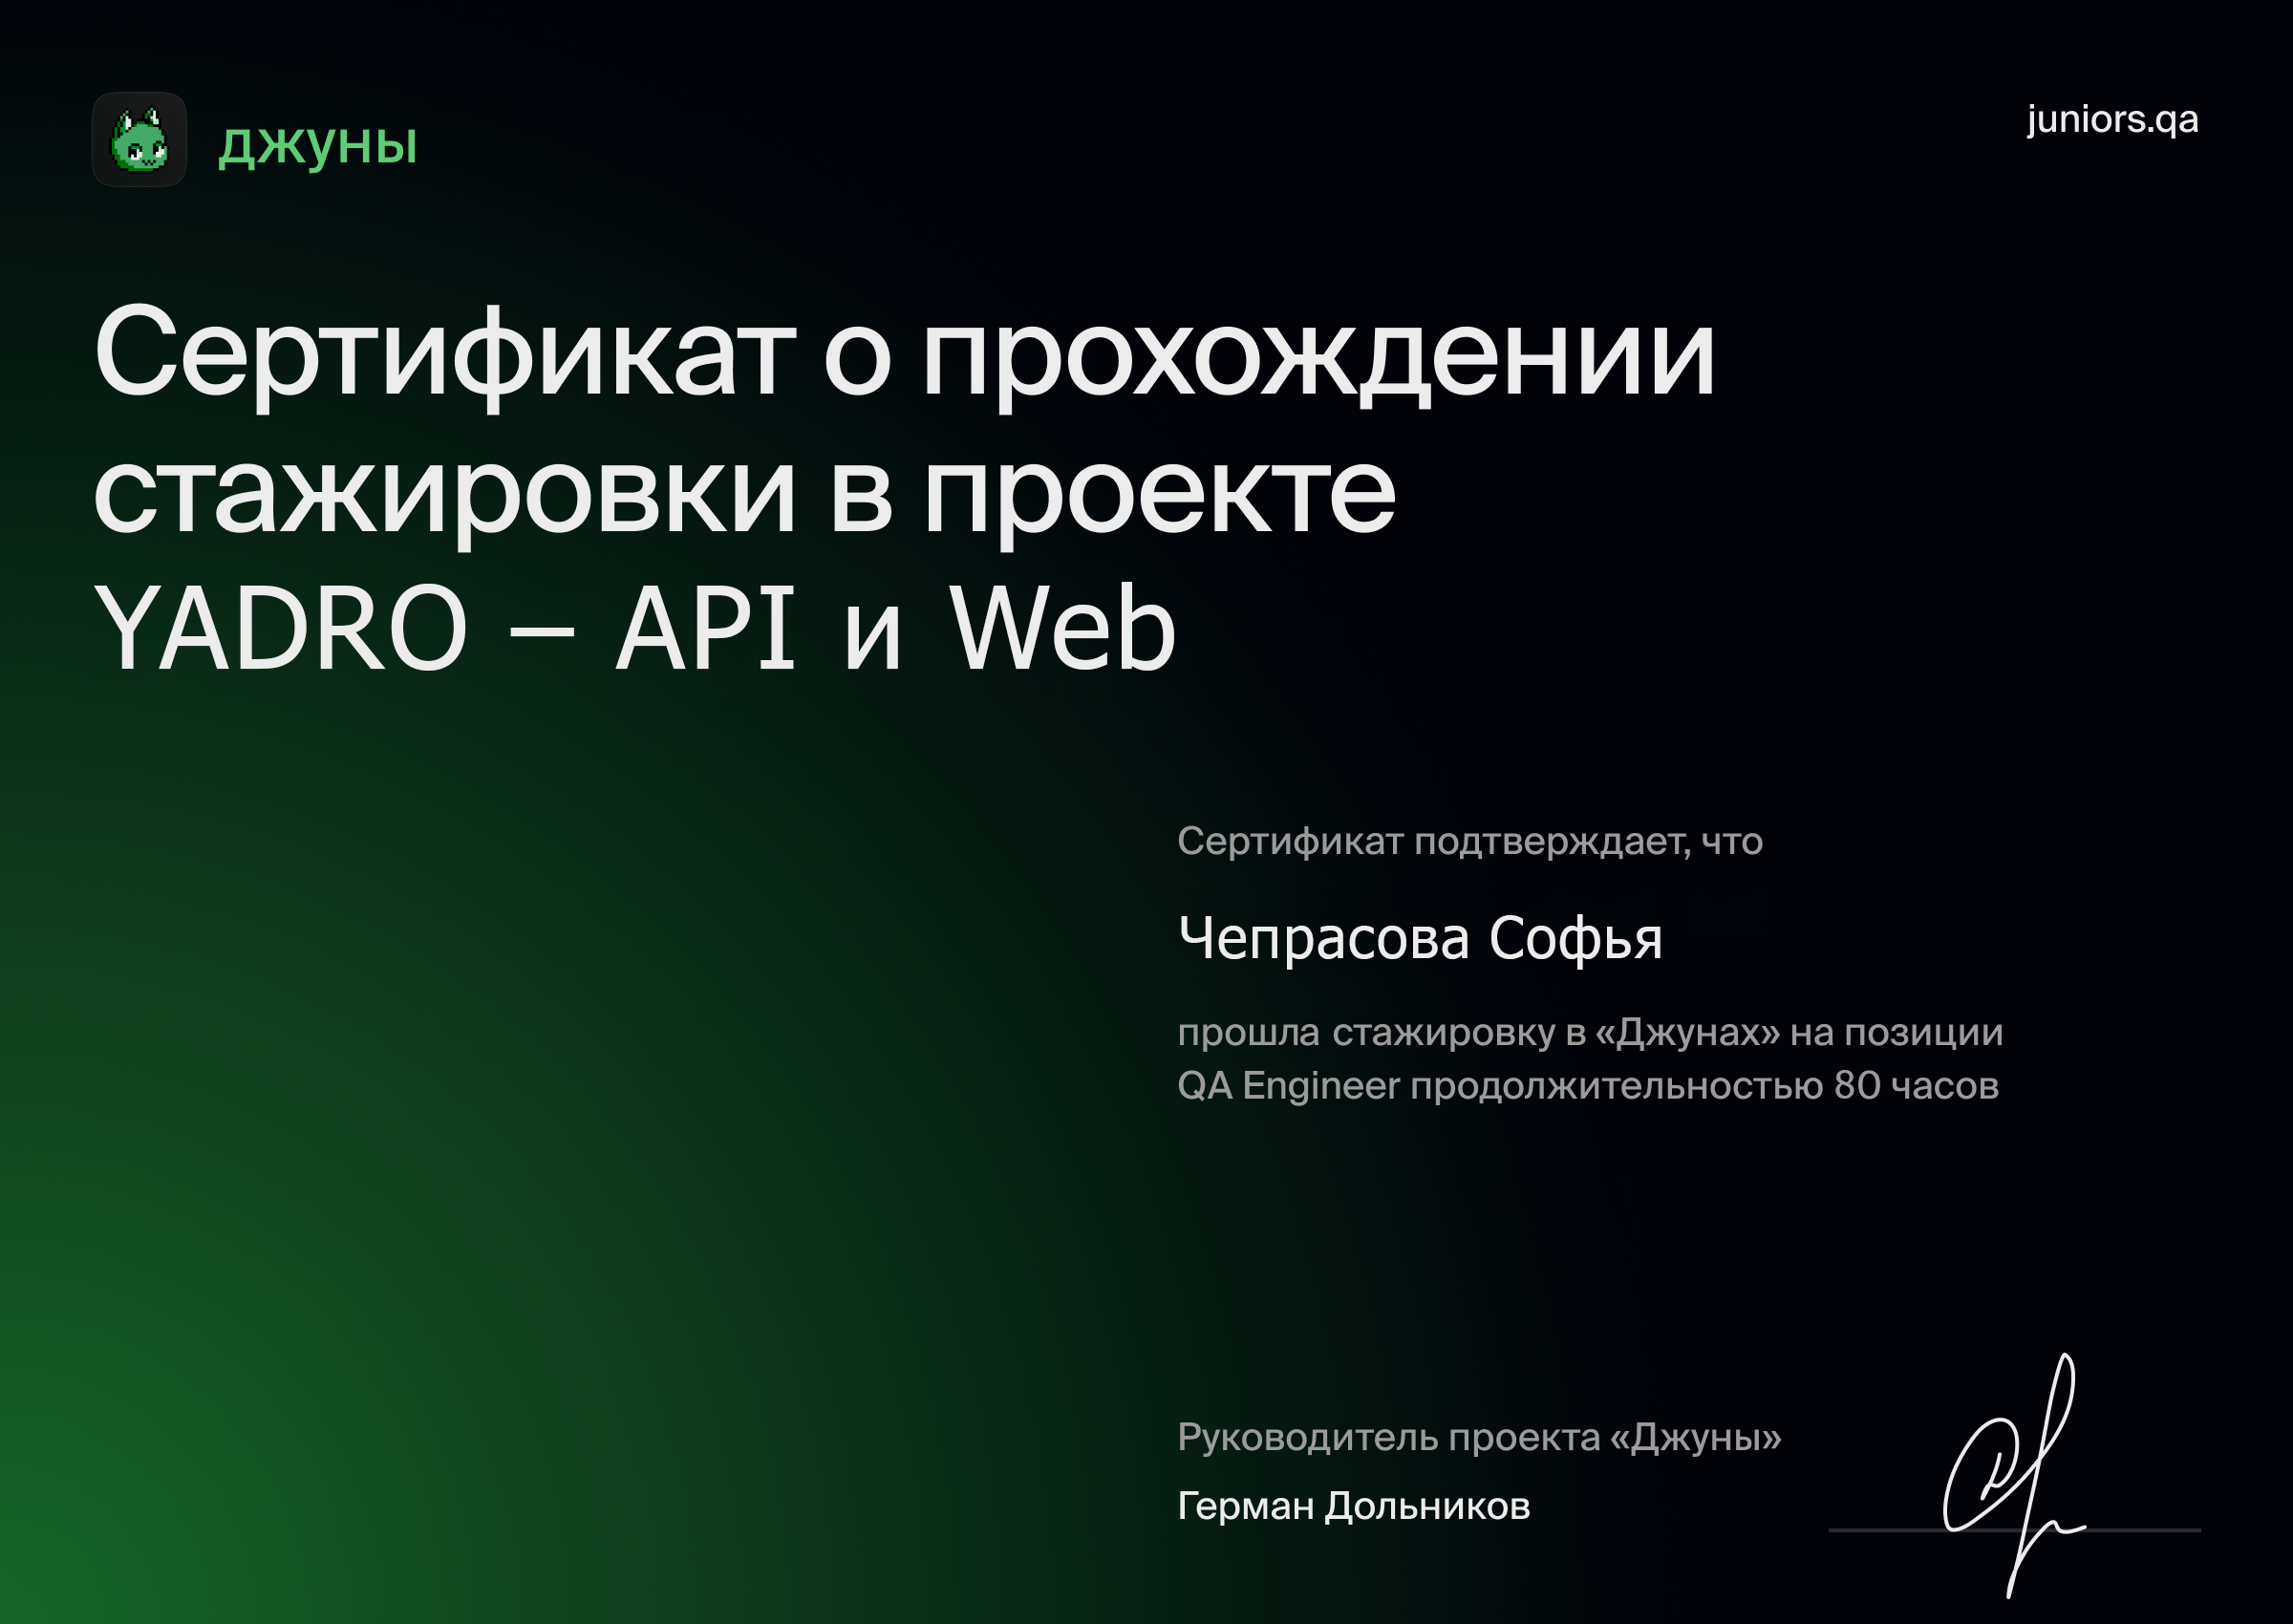 джуны
juniors.qa
Сертификат о прохождении
стажировки в проекте
YADRO — API и Web
Сертификат подтверждает, что
Чепрасова Софья
прошла стажировку в «Джунах» на позиции
QA Engineer продолжительностью 80 часов
Руководитель проекта «Джуны»
Герман Дольников